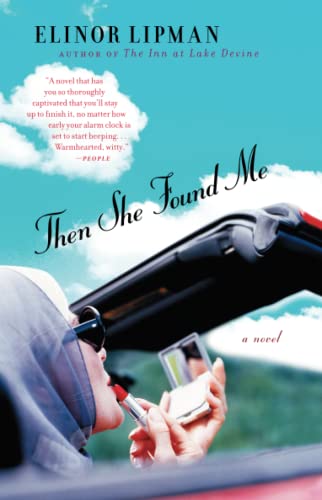 ELINOR LIPMAN
AUTHOR OF The Inn at Lake Devine
"A novel that has
you so thoroughly
captivated that you'll stay
up to finish it, no matter how
early your alarm clock is
set to start beeping. . .
Warmhearted, witty."
—PEOPLE
Then She Found Me
a novel